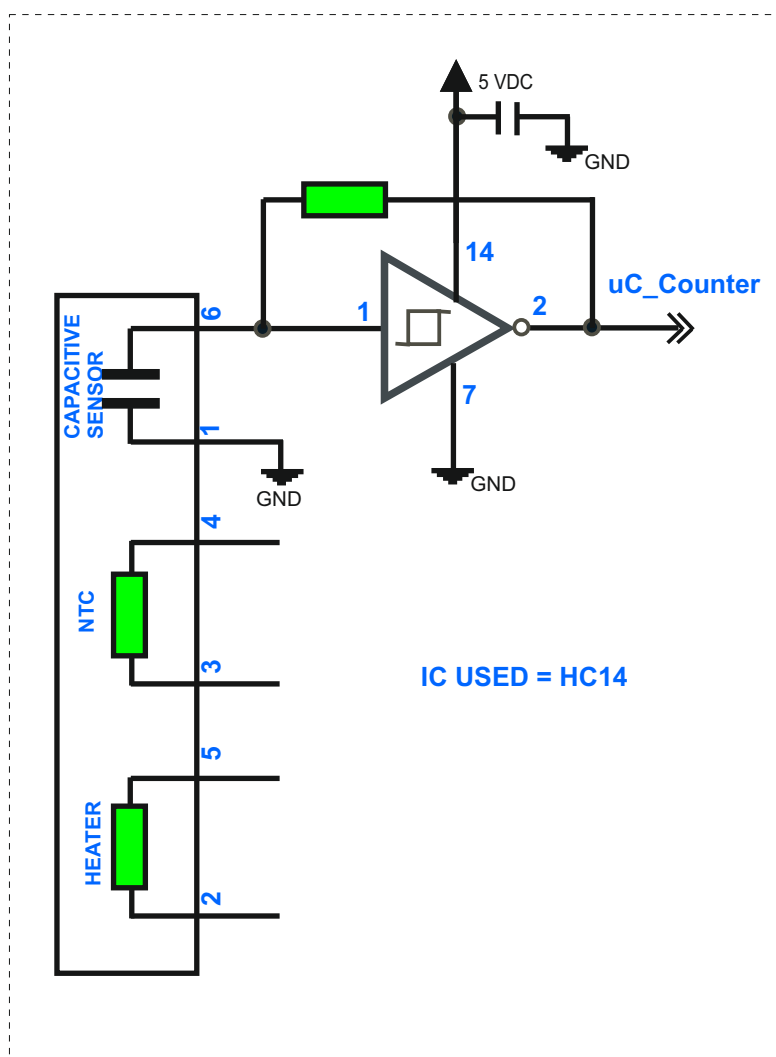 5 VDC
GND
14
uC_Counter
1
2
6
7
CAPACITIVE
SENSOR
1
GND
GND
4
NTC
3
IC USED = HC14
5
HEATER
2